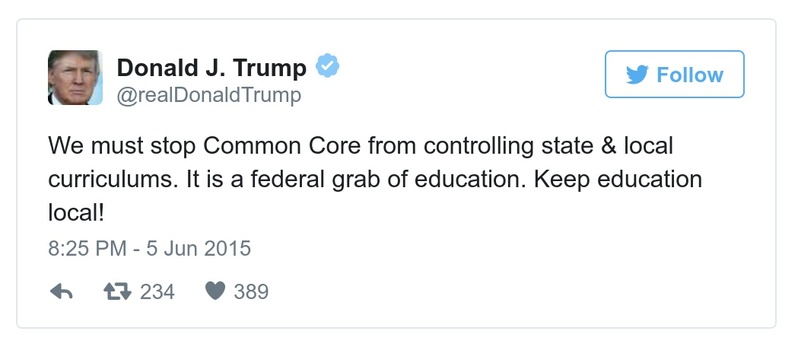 Donald J. Trump
@realDonaldTrump
Follow
We must stop Common Core from controlling state & local
curriculums. It is a federal grab of education. Keep education
local!
8:25 PM - 5 Jun 2015
234 389